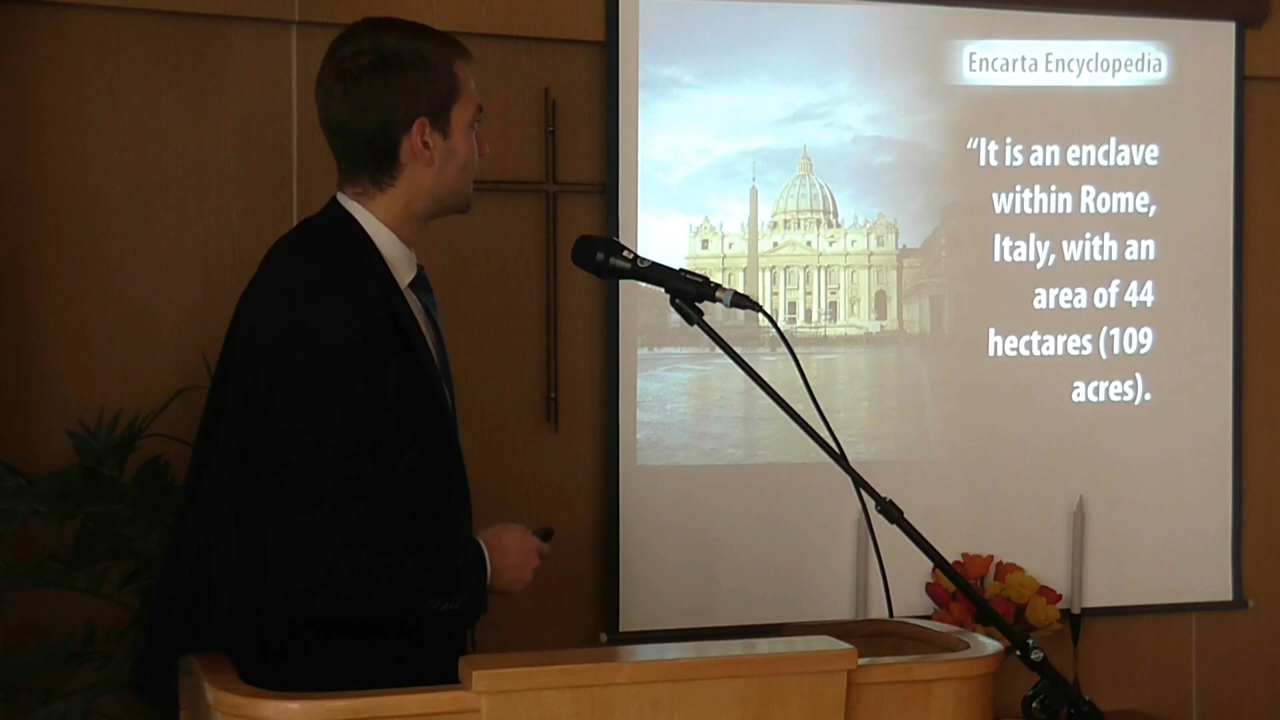 Encarta Encyclopedia
“It is an enclave
within Rome,
Italy, with an
area of 44
hectares (109
acres).